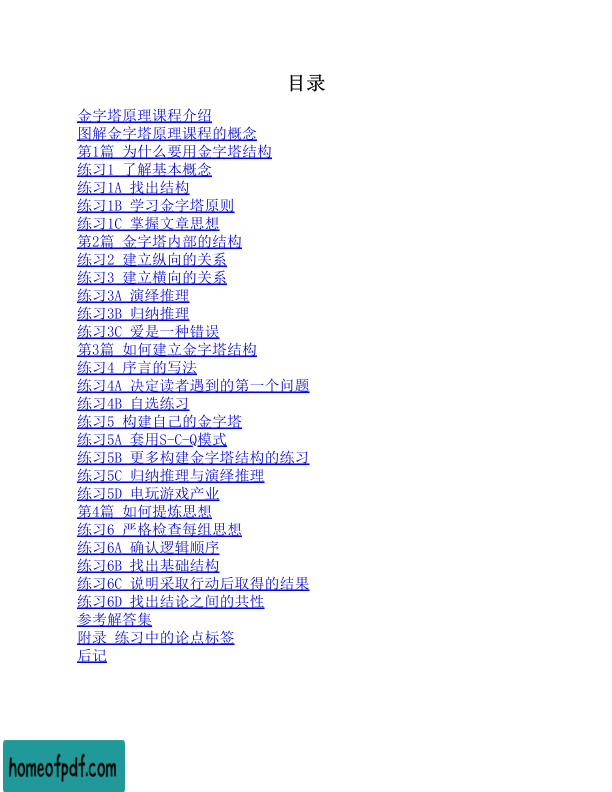 目录
金字塔原理课程介绍
图解金字塔原理课程的概念
第1篇 为什么要用金字塔结构
练习1 了解基本概念
练习1A 找出结构
练习1B 学习金字塔原则
练习1C 掌握文章思想
第2篇 金字塔内部的结构
练习2 建立纵向的关系
练习3 建立横向的关系
练习3A 演绎推理
练习3B 归纳推理
练习3C 爱是一种错误
第3篇 如何建立金字塔结构
练习4 序言的写法
练习4A 决定读者遇到的第一个问题
练习4B 自选练习
练习5 构建自己的金字塔
练习5A 套用S-C-Q模式
练习5B 更多构建金字塔结构的练习
练习5C 归纳推理与演绎推理
练习5D 电玩游戏产业
第4篇 如何提炼思想
练习6 严格检查每组思想
练习6A 确认逻辑顺序
练习6B 找出基础结构
练习6C 说明采取行动后取得的结果
练习6D 找出结论之间的共性
参考解答集
附录 练习中的论点标签
后记
homeofpdf.com